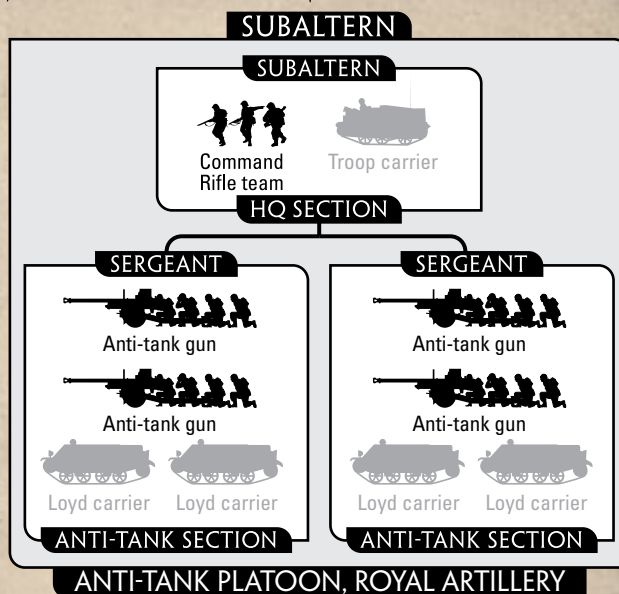 SUBALTERN
SUBALTERN
Command
Rifle team
Troop carrier
HQ SECTION
SERGEANT
Anti-tank gun
Anti-tank gun
Loyd carrier Loyd carrier
ANTI-TANK SECTION
SERGEANT
Anti-tank gun
Anti-tank gun
Loyd carrier Loyd carrier
ANTI-TANK SECTION
ANTI-TANK PLATOON, ROYAL ARTILLERY